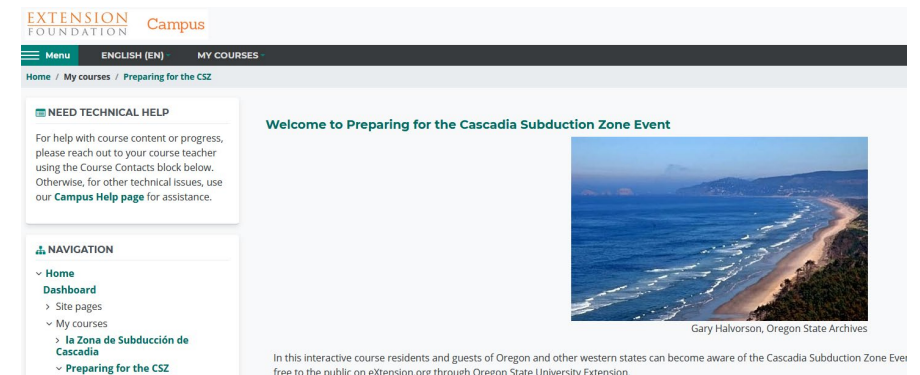 EXTENSION
FOUNDATION
Campus
Menu ENGLISH (EN) MY COURSES
Home / My courses / Preparing for the CSZ
NEED TECHNICAL HELP
For help with course content or progress,
please reach out to your course teacher
using the Course Contacts block below.
Otherwise, for other technical issues, use
our Campus Help page for assistance.
NAVIGATION
Home
Dashboard
Site pages
My courses
la Zona de Subducción de
Cascadia
Preparing for the CSZ
Welcome to Preparing for the Cascadia Subduction Zone Event
Gary Halvorson, Oregon State Archives
In this interactive course residents and guests of Oregon and other western states can become aware of the Cascadia Subduction Zone
free to the public on eXtension.org through Oregon State University Extension.